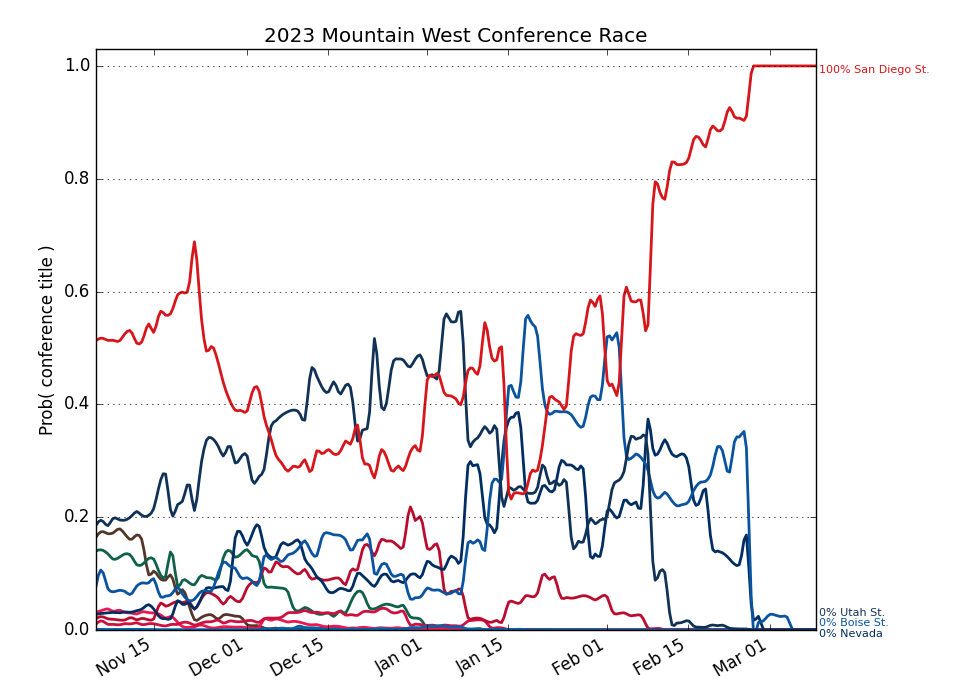 2023 Mountain West Conference Race
Prob( conference title )
1.0
0.8
0.6
0.4
0.2
0.0
100% San Diego St.
0% Utah St.
0% Boise St.
0% Nevada
Nov 15
Dec 01
Dec 15
Jan 01
Jan 15
Feb 01
Feb 15
Mar 01